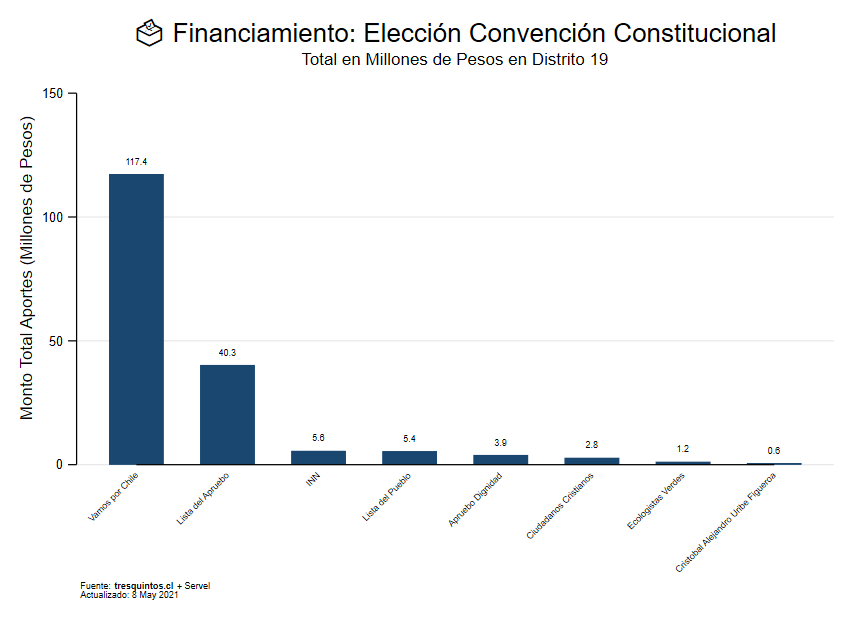 Financiamiento: Elección Convención Constitucional
Total en Millones de Pesos en Distrito 19
Monto Total Aportes (Millones de Pesos)
150
100
50
0
117.4
40.3
5.6
5.4
3.9
2.8
1.2
0.6
Vamos por Chile
Lista del Apruebo
INN
Lista del Pueblo
Apruebo Dignidad
Ciudadanos Cristianos
Ecologistas Verdes
Cristobal Alejandro Uribe Figueroa
Fuente: tresquintos.cl + Servel
Actualizado: 8 May 2021